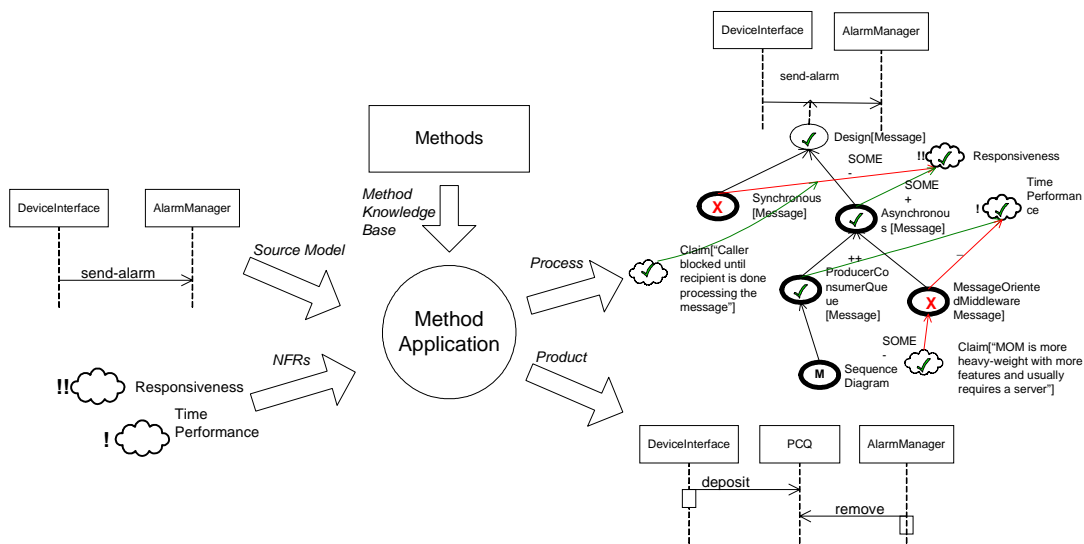 DeviceInterface
AlarmManager
send-alarm
Methods
Design[Message]
SOME
-
!!
Responsiveness
Method
Knowledge
Base
X
Synchronous
[Message]
SOME
+
Asynchronou
s [Message]
!
Time
Performan
ce
DeviceInterface
AlarmManager
send-alarm
Source Model
Process
Claim["Caller
blocked until
recipient is done
processing the
message"]
++
ProducerCo
nsumerQue
ue
[Message]
-
X
MessageOriente
dMiddleware
Message]
Method
Application
NFRs
Product
SOME
-
Claim["MOM is more
heavy-weight with more
features and usually
requires a server"]
M
Sequence
Diagram
!!
Responsiveness
!
Time
Performance
DeviceInterface
PCQ
AlarmManager
deposit
remove